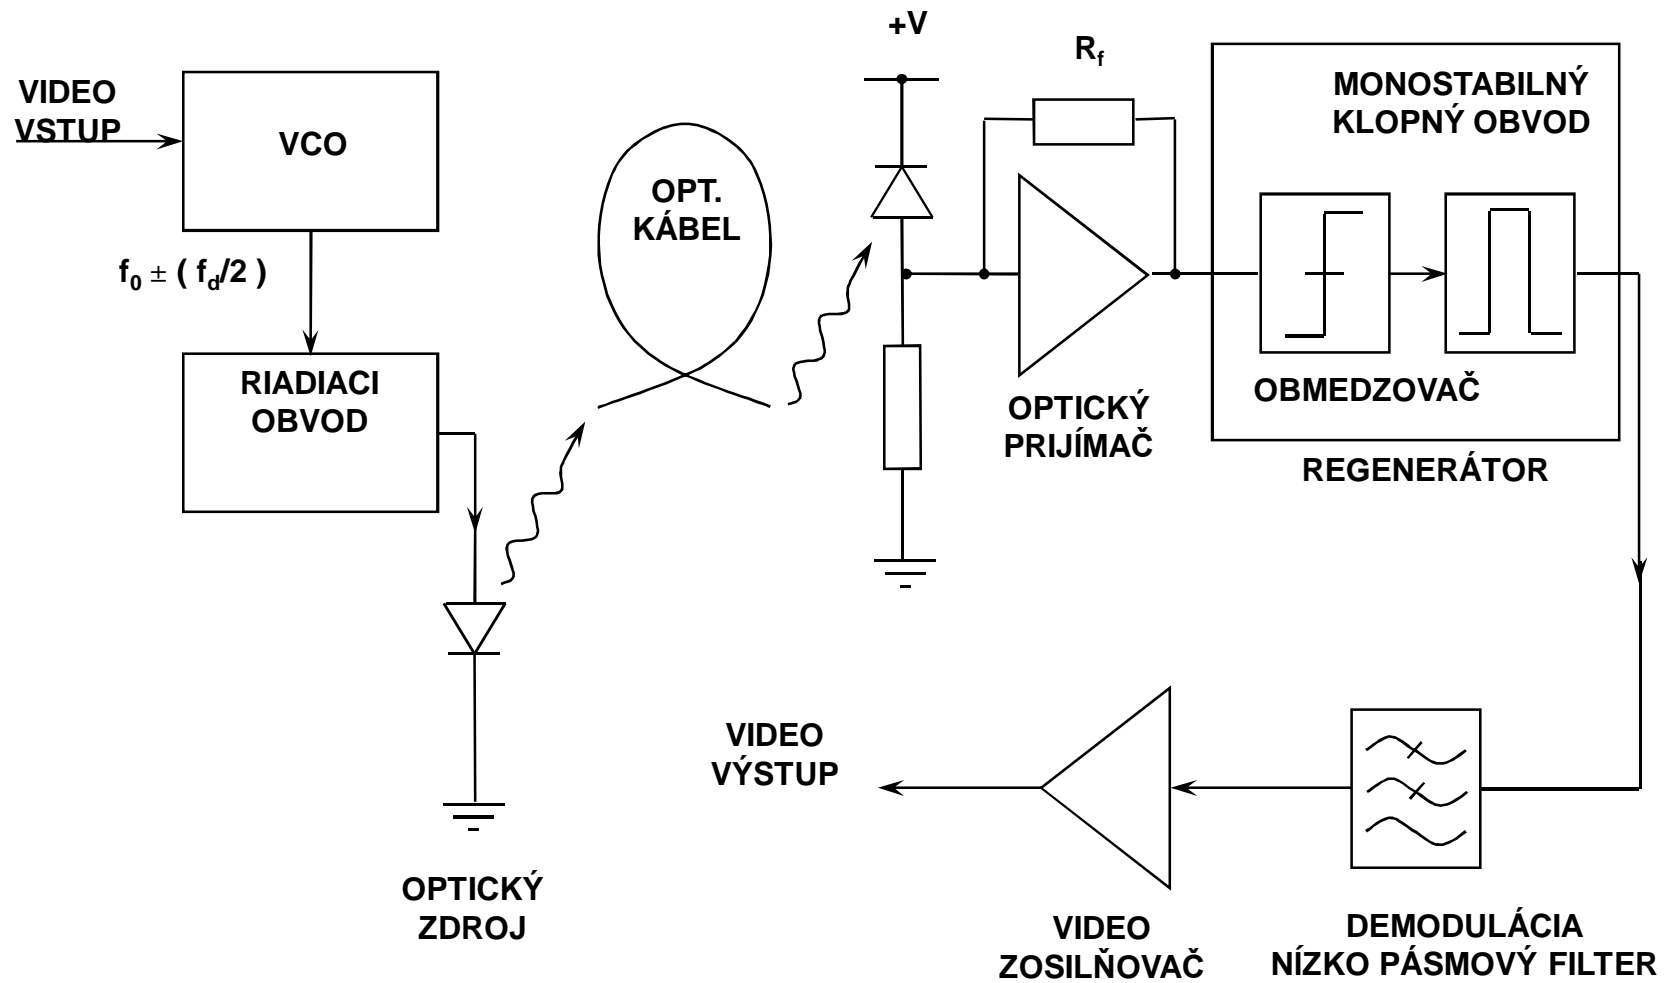 VIDEO
VSTUP
VCO
f0 ± ( fd/2 )
RIADIACI
OBVOD
OPTICKÝ
ZDROJ
OPT.
KÁBEL
+V
Rf
OPTICKÝ
PRIJÍMAČ
MONOSTABILNÝ
KLOPNÝ OBVOD
OBMEDZOVAČ
REGENERÁTOR
DEMODULÁCIA
NÍZKO PÁSMOVÝ FILTER
VIDEO
ZOSILŇOVAČ
VIDEO
VÝSTUP